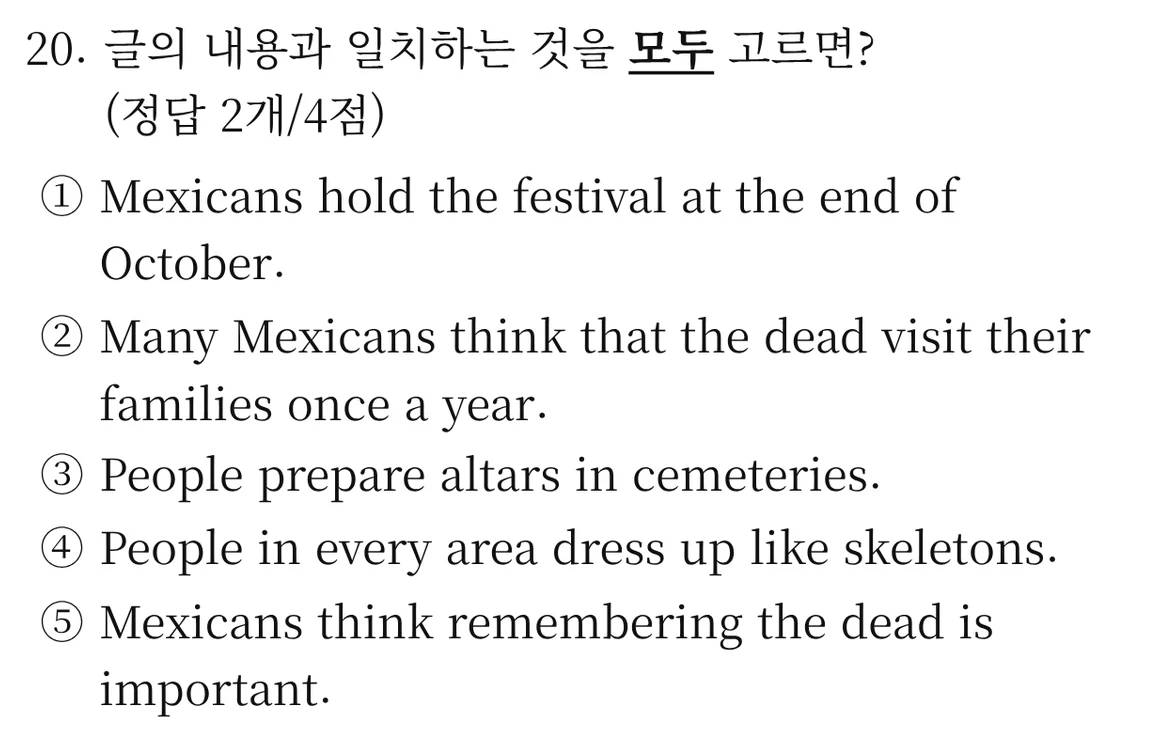 20. 글의 내용과 일치하는 것을 모두 고르면?
(정답 2개/4점)
① Mexicans hold the festival at the end of
October.
② Many Mexicans think that the dead visit their
families once a year.
③ People prepare altars in cemeteries.
④ People in every area dress up like skeletons.
⑤ Mexicans think remembering the dead is
important.